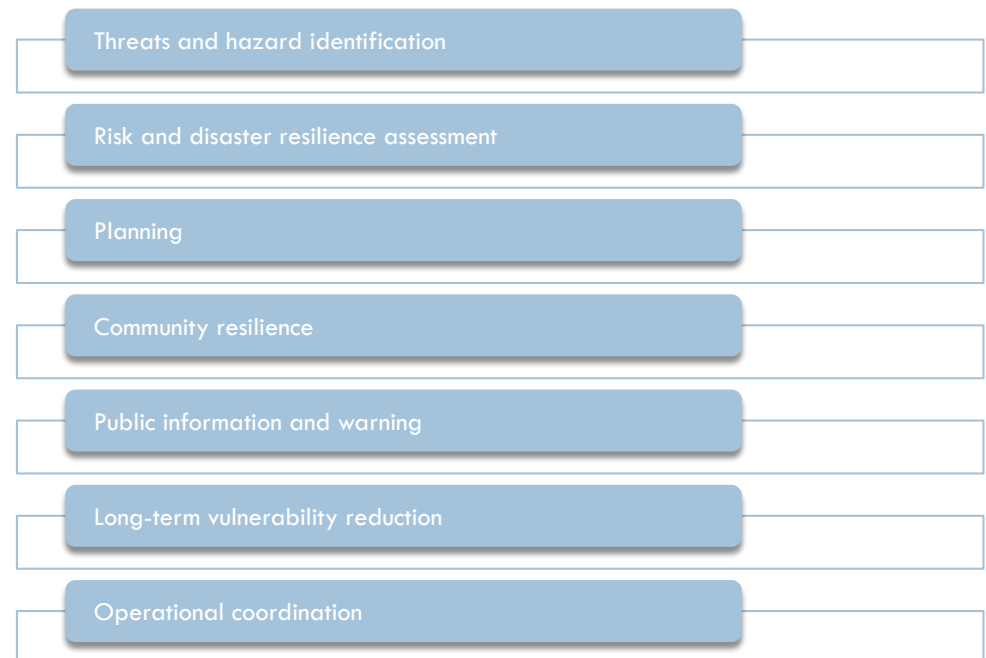 Threats and hazard identification
Risk and disaster resilience assessment
Planning
Community resilience
Public information and warning
Long-term vulnerability reduction
Operational coordination